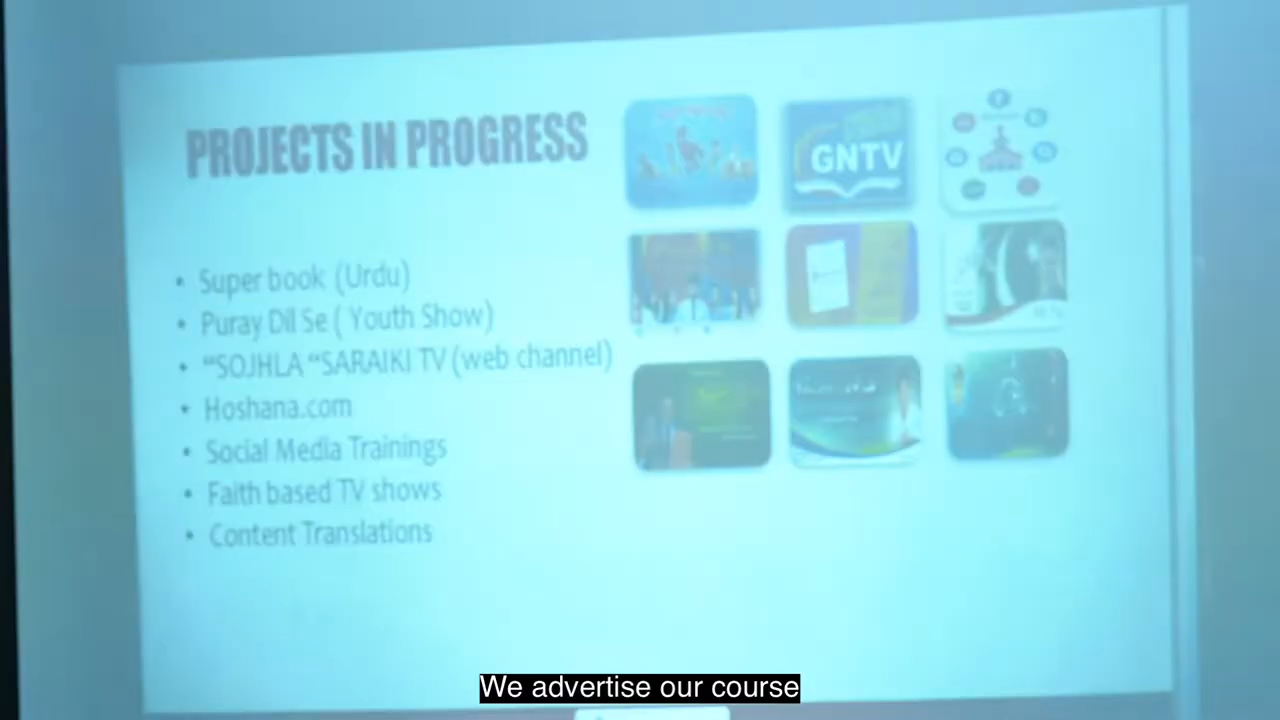 PROJECTS IN PROGRESS
• Super book (Urdu)
• Puray Dil Se ( Youth Show)
• “SOJHLA “SARAIKI TV (web channel)
• Hoshana.com
• Social Media Trainings
• Faith based TV shows
• Content Translations
GNTV
We advertise our course